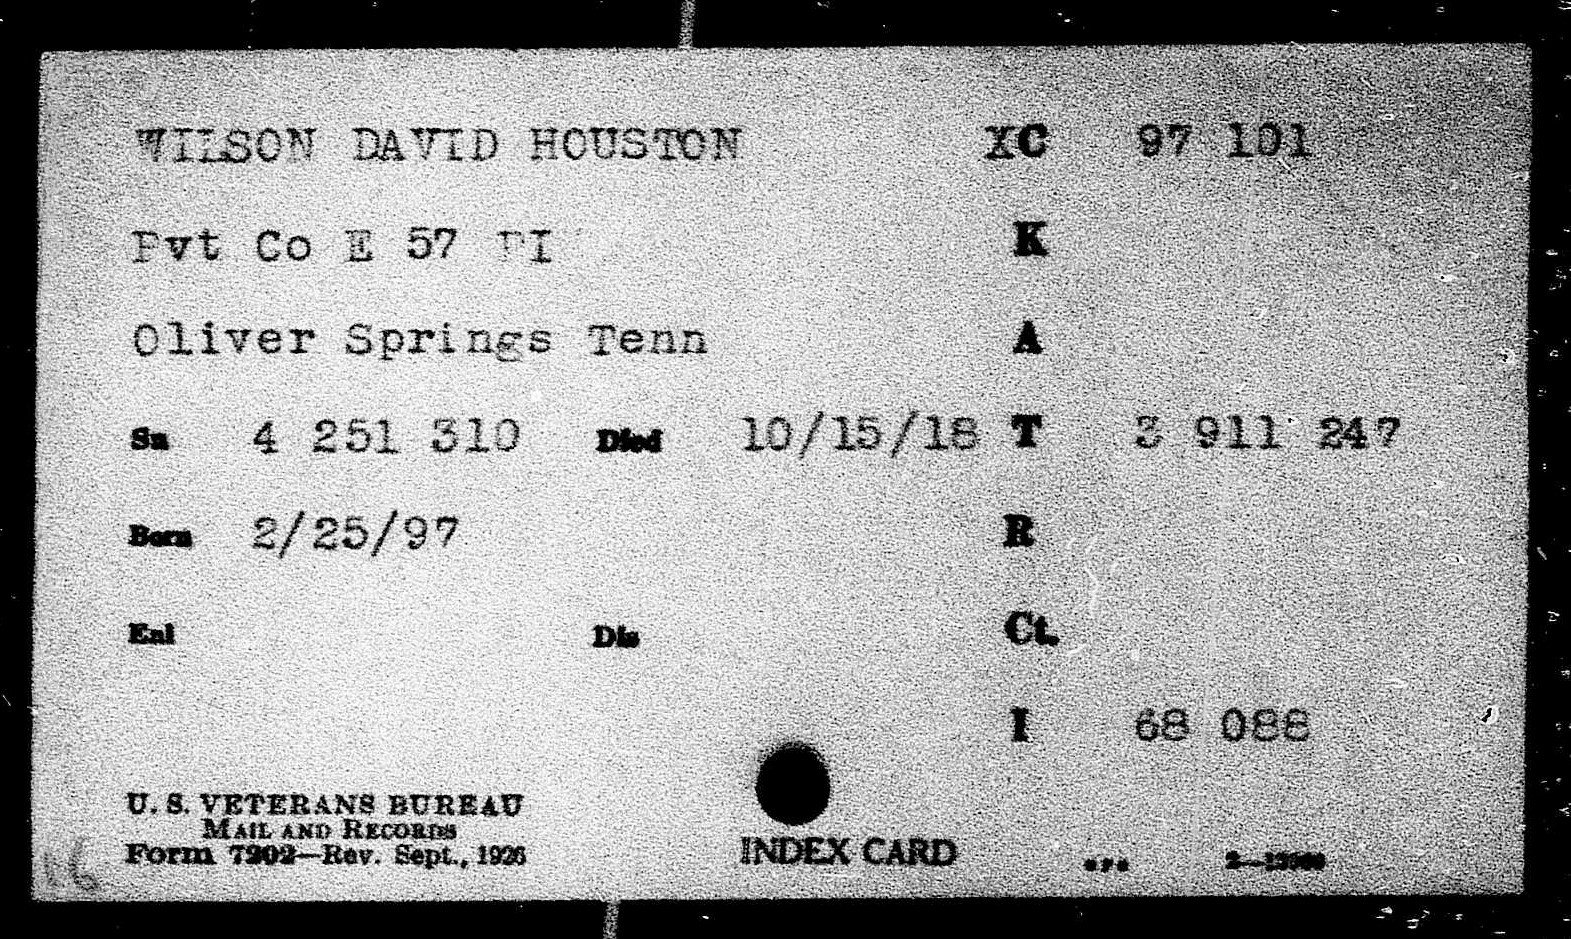 WILSON DAVID HOUSTON XC 97 101
Pvt Co E 57 PI K
Oliver Springs Tenn A
Sn 4 251 310 Died 10/15/18 T 3 911 247
Born 2/25/97 R
Enl Dis Ct.
I 68 088
U. S. VETERANS BUREAU
MAIL AND RECORDS
Form 7202—Rev. Sept., 1926
INDEX CARD
GPO